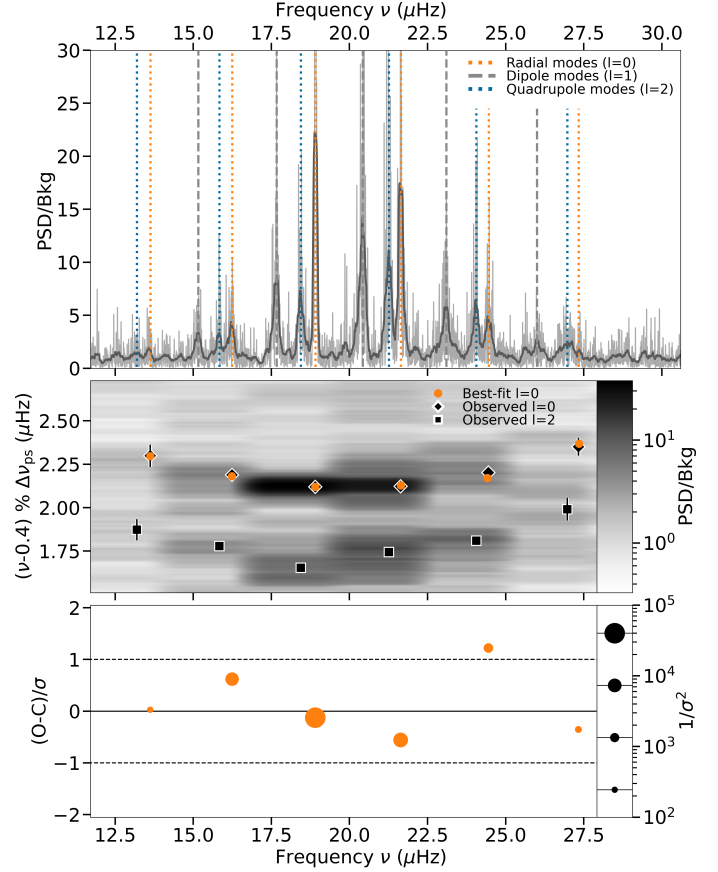 Frequency ν (μHz)
12.5 15.0 17.5 20.0 22.5 25.0 27.5 30.0
PSD/Bkg
30
25
20
15
10
5
0
Radial modes (l=0)
Dipole modes (l=1)
Quadrupole modes (l=2)
(ν-0.4) % Δνps (μHz)
2.50
2.25
2.00
1.75
Best-fit l=0
Observed l=0
Observed l=2
10¹
10⁰
PSD/Bkg
(O-C)/σ
2
1
0
−1
−2
10⁵
10⁴
10³
10²
1/σ²
12.5 15.0 17.5 20.0 22.5 25.0 27.5
Frequency ν (μHz)